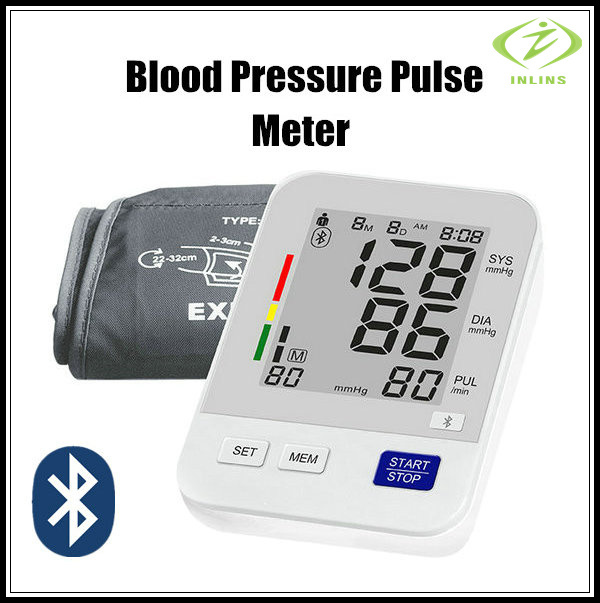 INLINS
Blood Pressure Pulse
Meter
TYPE:
2-3cm
22-32cm
8M 8D AM 8:08
128 SYS
mmHg
86 DIA
mmHg
M
80 mmHg 80 PUL
/min
SET MEM START
STOP